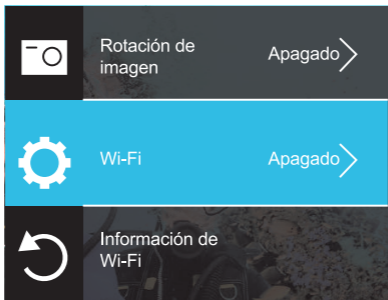 Rotación de
imagen
Apagado
Wi-Fi
Apagado
Información de
Wi-Fi